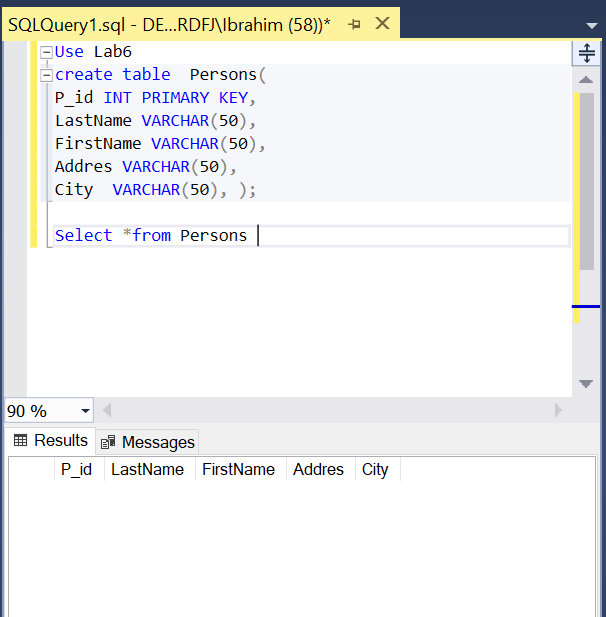 SQLQuery1.sql - DE...RDFJ\Ibrahim (58))*
Use Lab6
create table  Persons(
P_id INT PRIMARY KEY,
LastName VARCHAR(50),
FirstName VARCHAR(50),
Addres VARCHAR(50),
City  VARCHAR(50), );
Select *from Persons
90 %
Results Messages
P_id LastName FirstName Addres City